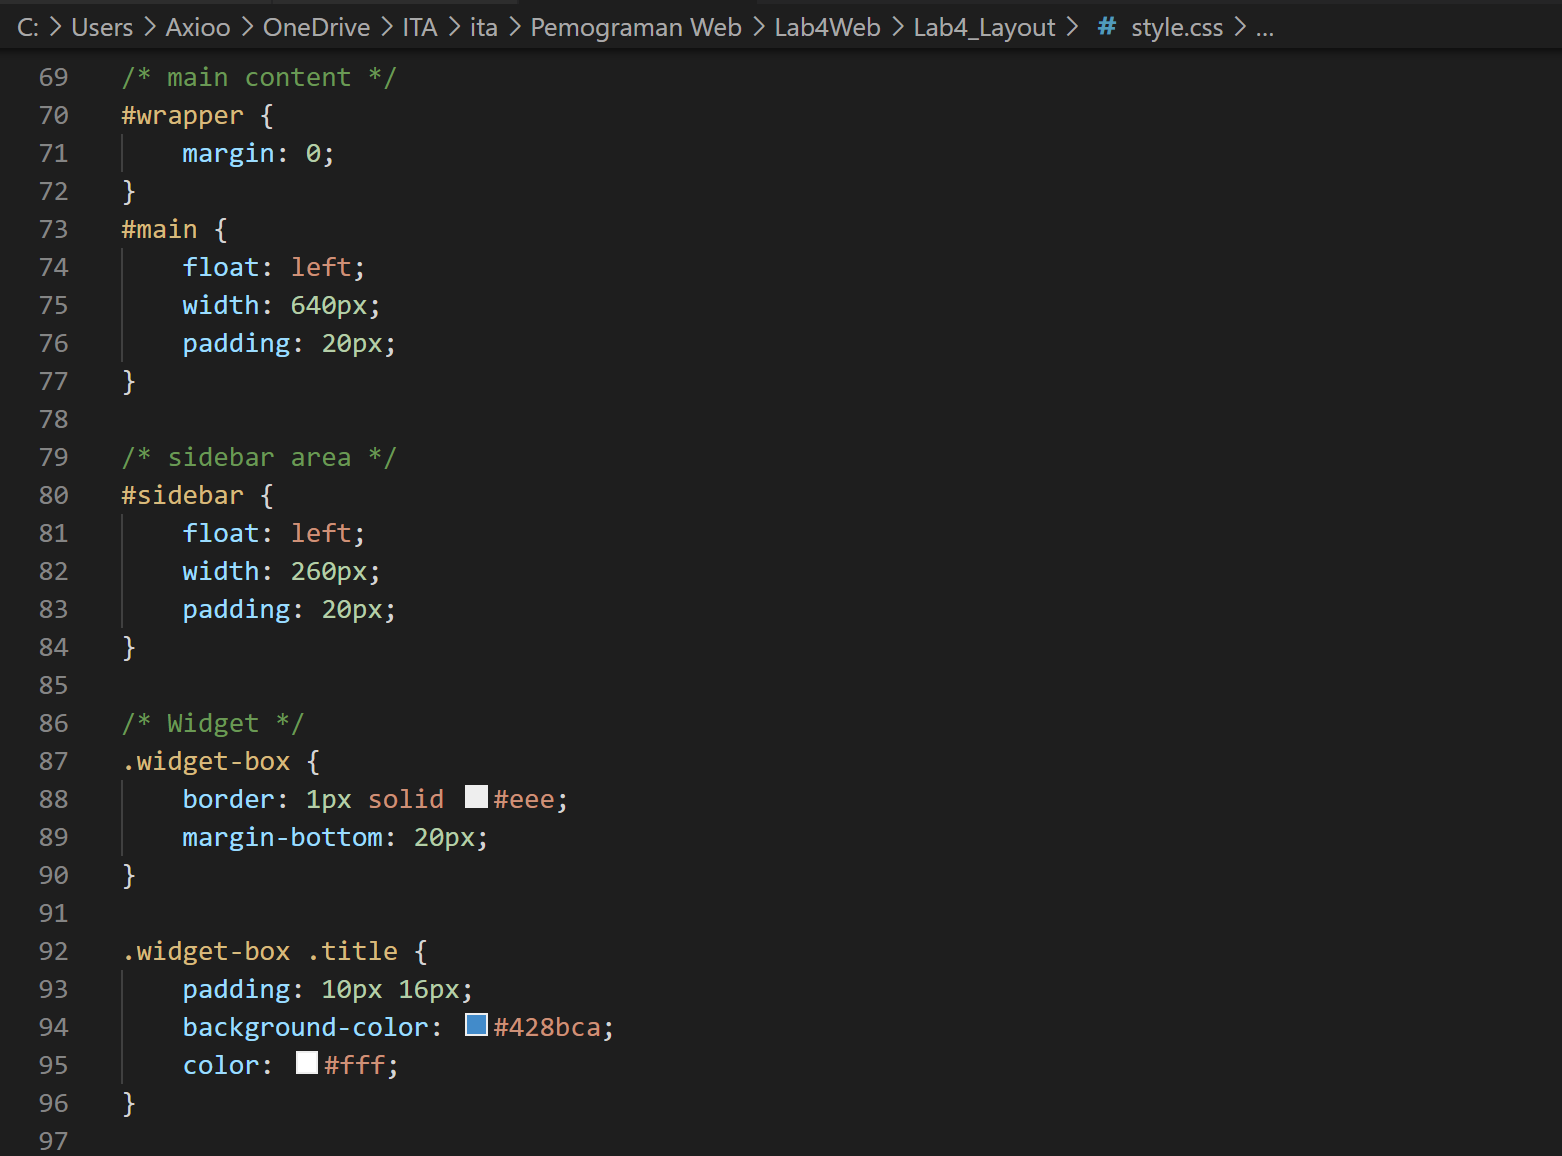 C: > Users > Axioo > OneDrive > ITA > ita > Pemograman Web > Lab4Web > Lab4_Layout > # style.css > ...
69 /* main content */
70 #wrapper {
71     margin: 0;
72 }
73 #main {
74     float: left;
75     width: 640px;
76     padding: 20px;
77 }
78
79 /* sidebar area */
80 #sidebar {
81     float: left;
82     width: 260px;
83     padding: 20px;
84 }
85
86 /* Widget */
87 .widget-box {
88     border: 1px solid #eee;
89     margin-bottom: 20px;
90 }
91
92 .widget-box .title {
93     padding: 10px 16px;
94     background-color: #428bca;
95     color: #fff;
96 }
97